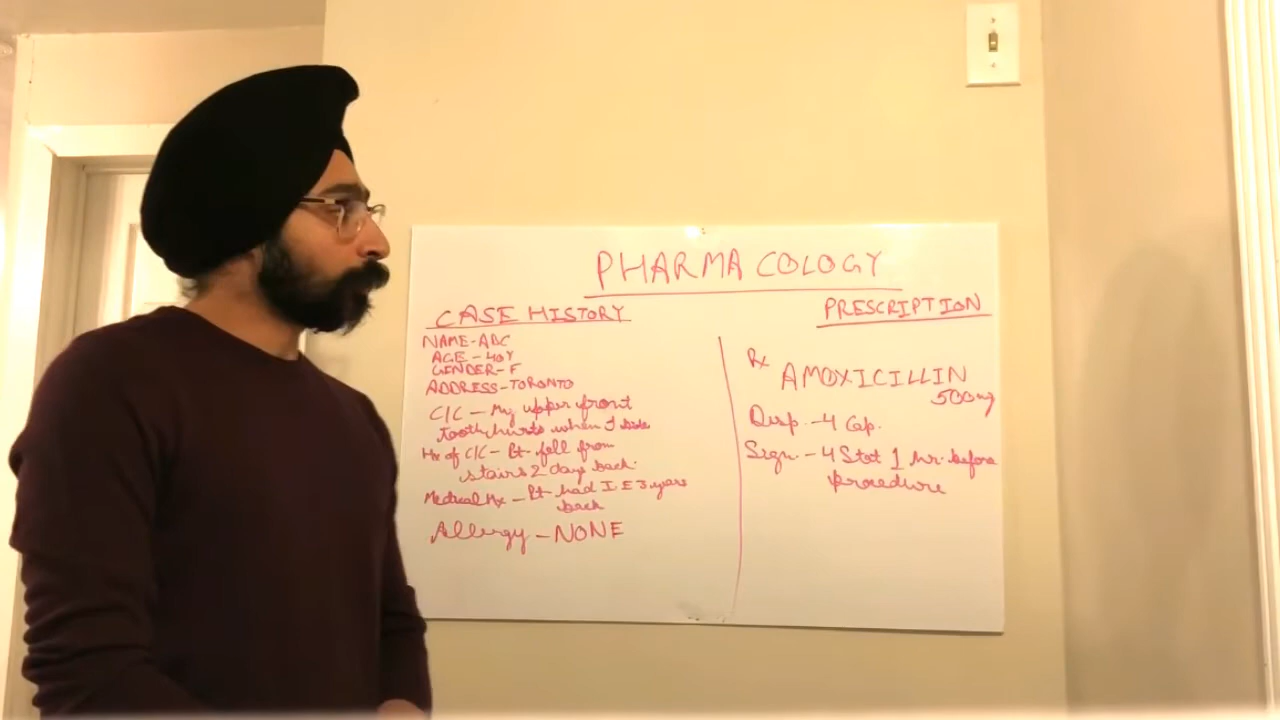 PHARMACOLOGY
CASE HISTORY
NAME-ABC
AGE-40Y
GENDER-F
ADDRESS-TORONTO
C/C - My upper front
tooth hurts when I bite
Hx of C/C - Pt fell from
stairs 2 days back.
Medical Hx - Pt had I.E 3 years
back
Allergy - NONE
PRESCRIPTION
Rx
AMOXICILLIN
500mg
Disp. - 4 Cap.
Sign. - 4 Stat 1 hr. before
procedure